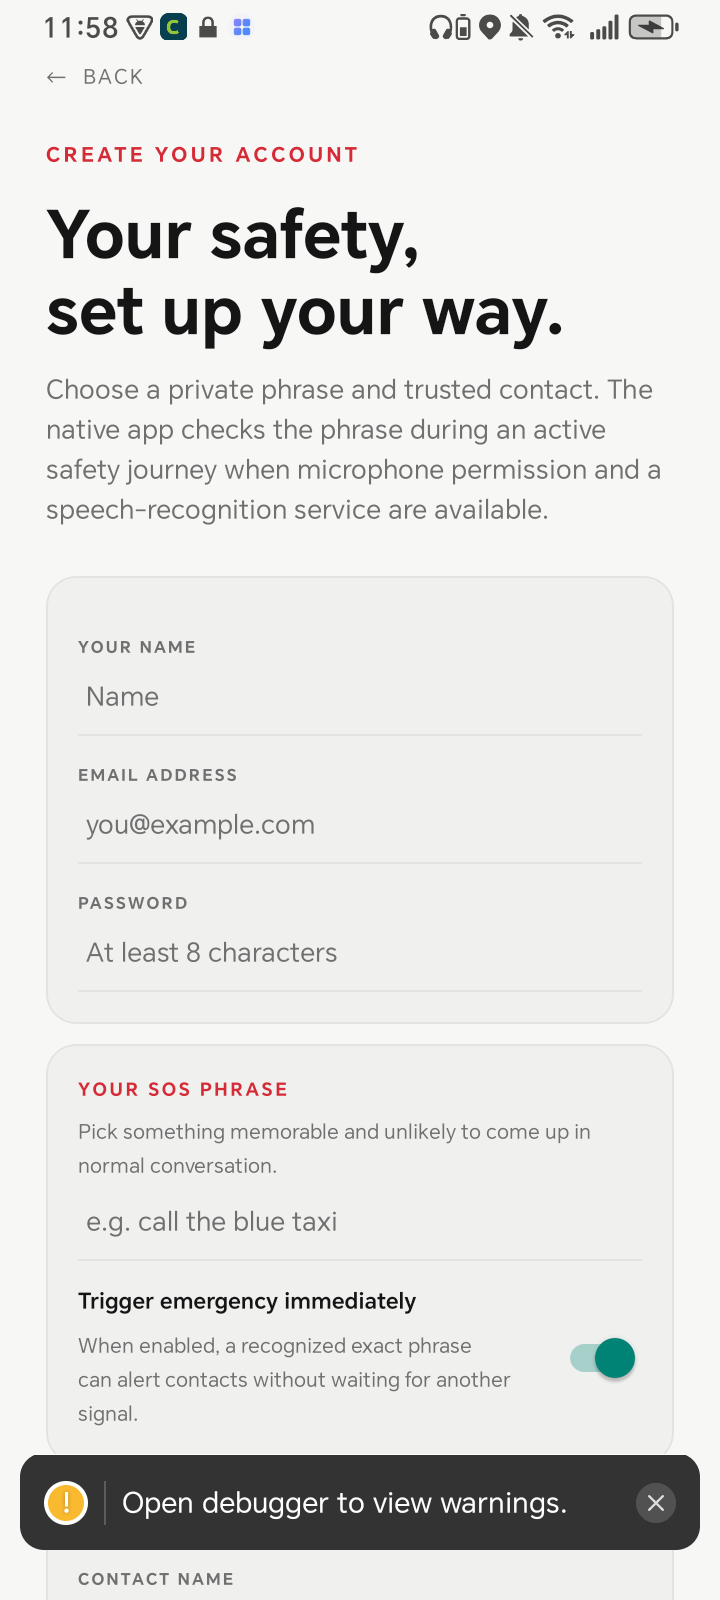 11:58
← BACK
CREATE YOUR ACCOUNT
Your safety,
set up your way.
Choose a private phrase and trusted contact. The
native app checks the phrase during an active
safety journey when microphone permission and a
speech-recognition service are available.
YOUR NAME
Name
EMAIL ADDRESS
you@example.com
PASSWORD
At least 8 characters
YOUR SOS PHRASE
Pick something memorable and unlikely to come up in
normal conversation.
e.g. call the blue taxi
Trigger emergency immediately
When enabled, a recognized exact phrase
can alert contacts without waiting for another
signal.
! Open debugger to view warnings.
CONTACT NAME